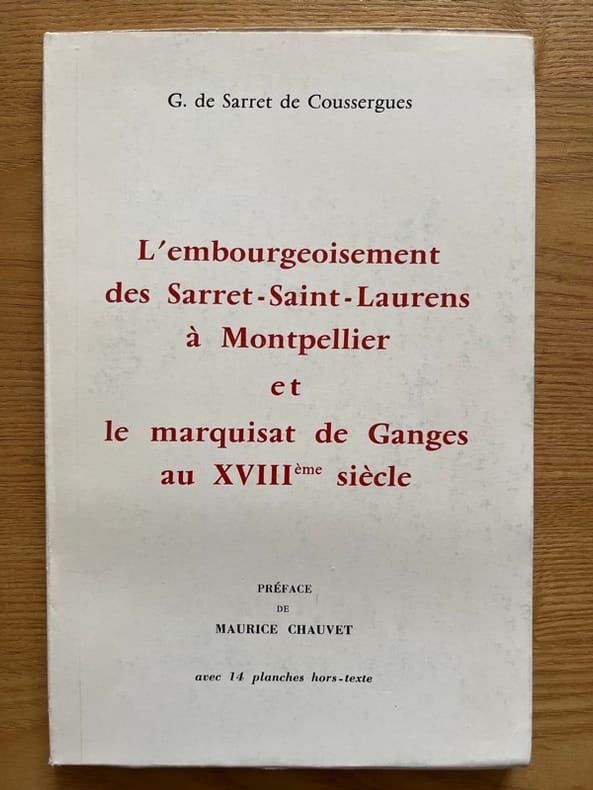 G. de Sarret de Coussergues
L'embourgeoisement
des Sarret-Saint-Laurens
à Montpellier
et
le marquisat de Ganges
au XVIIIème siècle
PRÉFACE
DE
MAURICE CHAUVET
avec 14 planches hors-texte